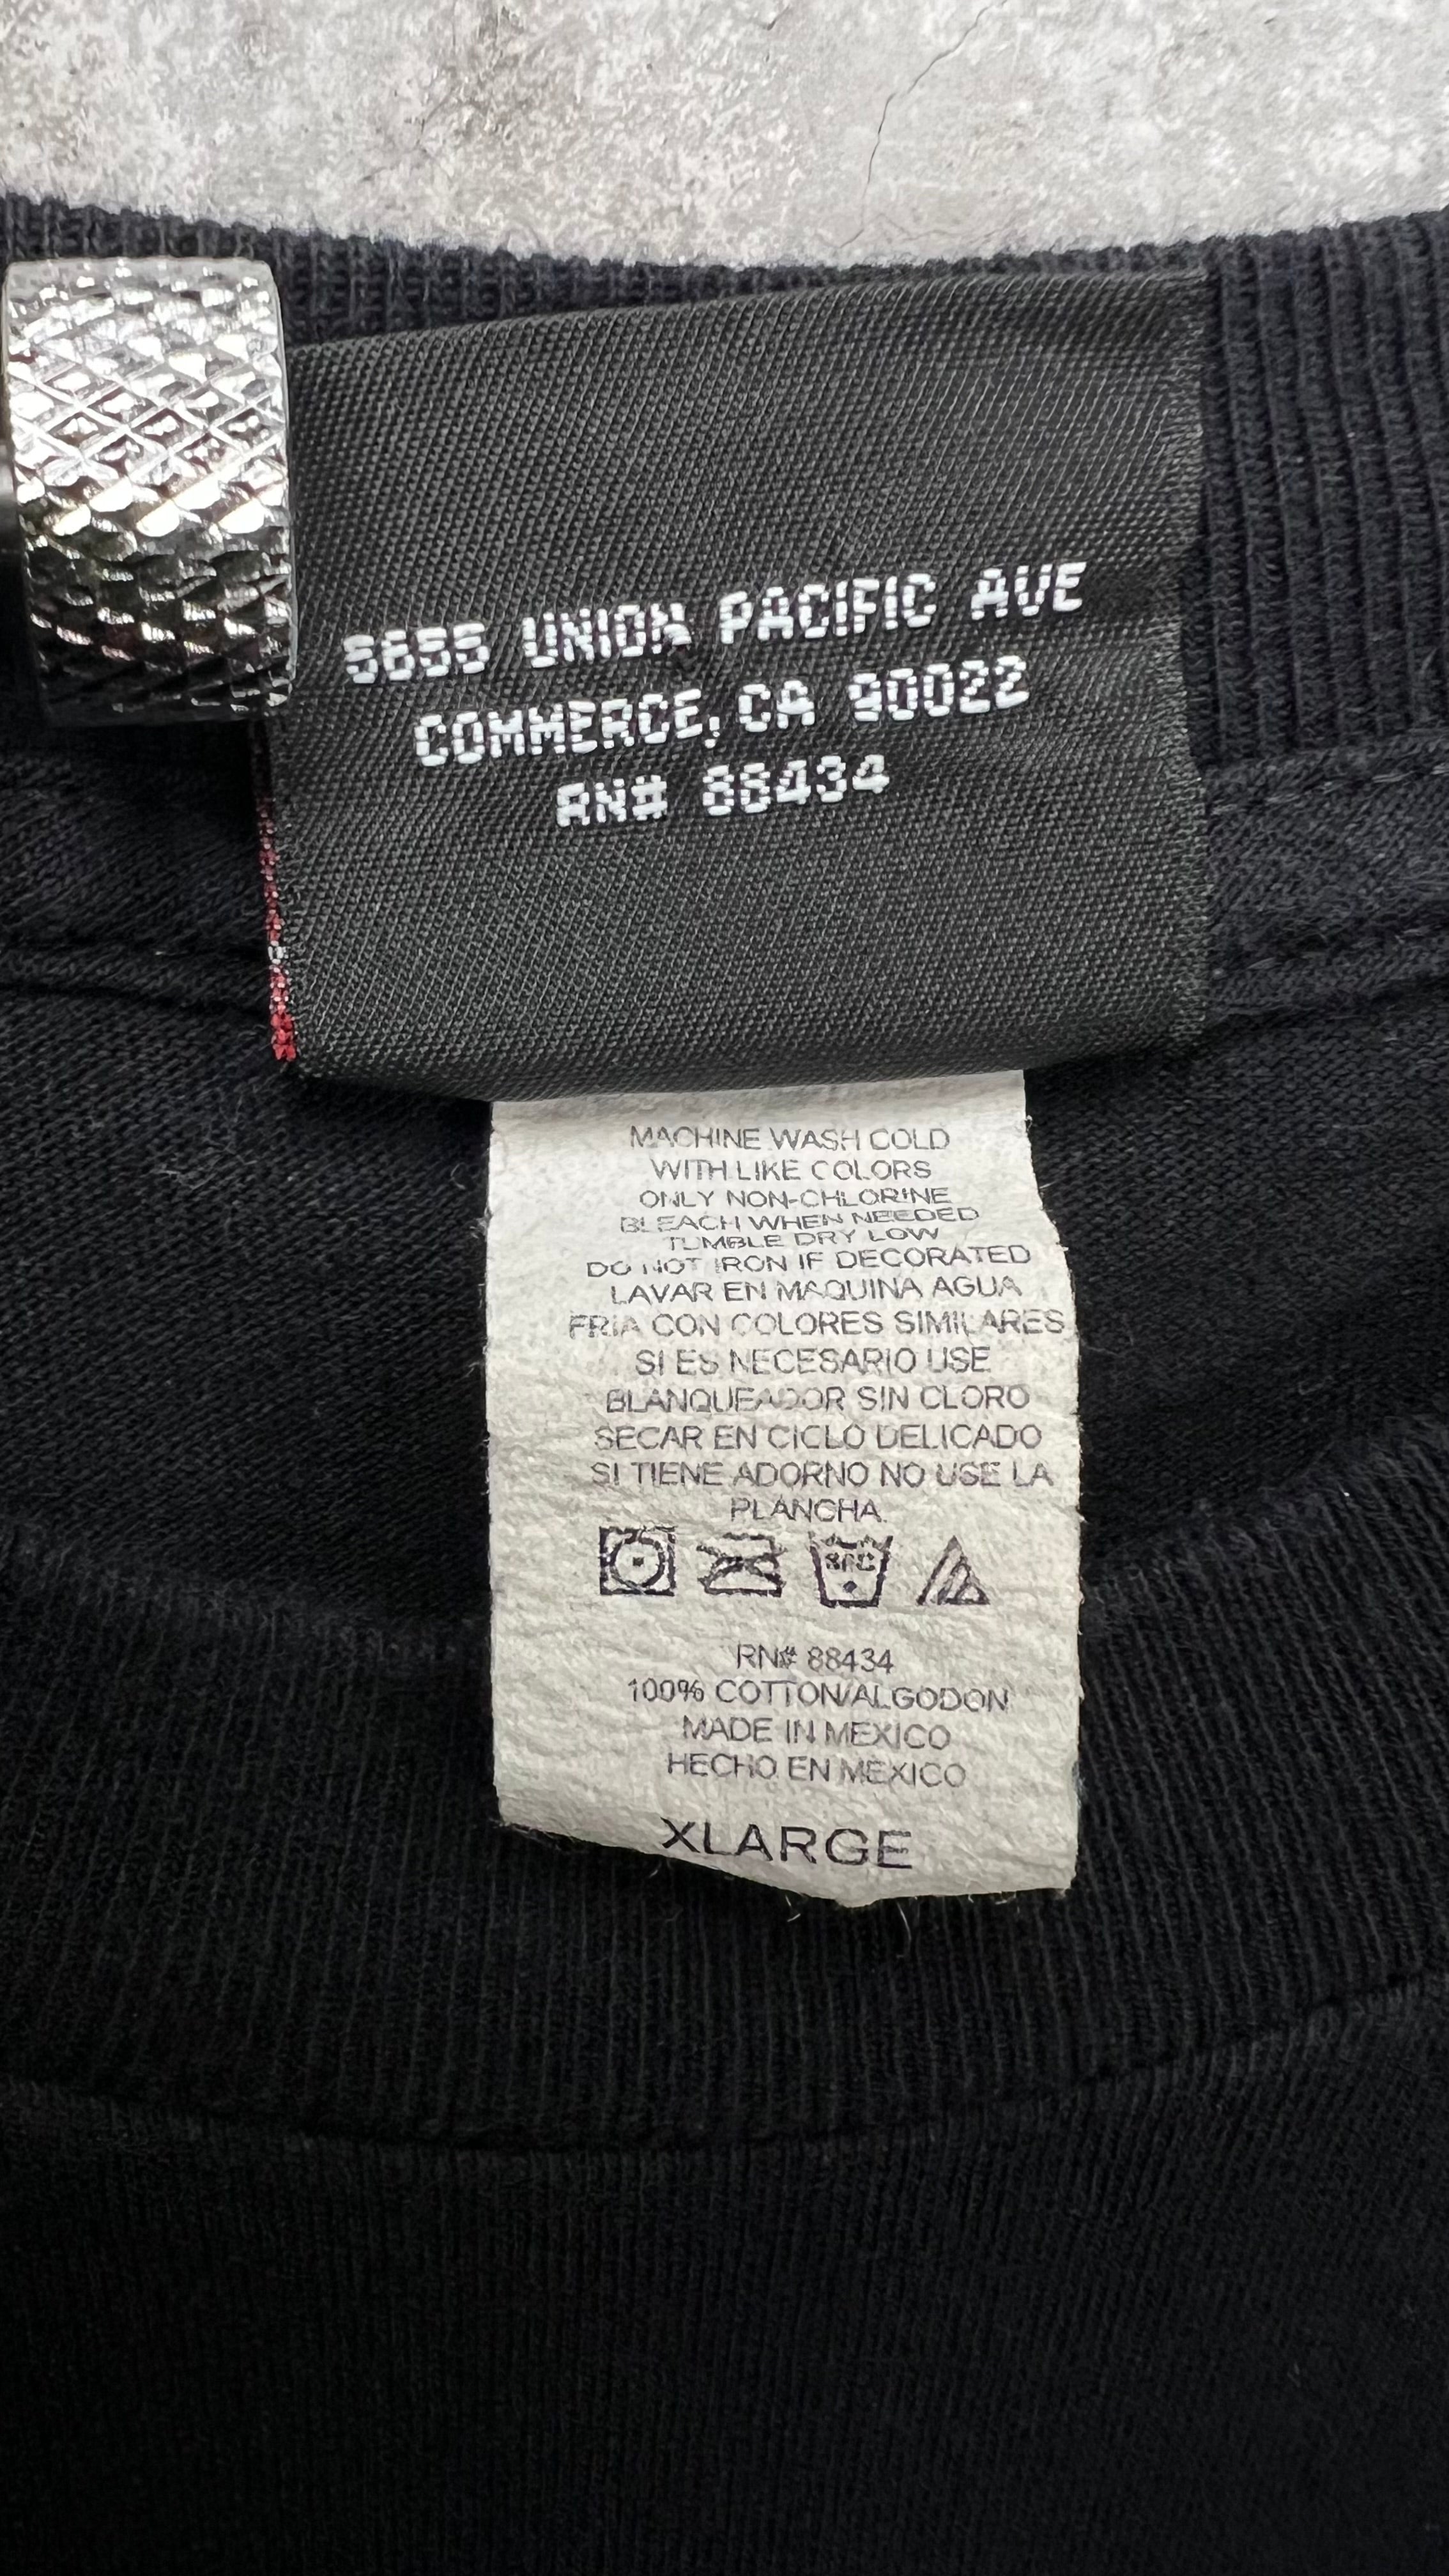 5655 UNION PACIFIC AVE
COMMERCE, CA 90022
RN# 88434
MACHINE WASH COLD
WITH LIKE COLORS
ONLY NON-CHLORINE
BLEACH WHEN NEEDED
TUMBLE DRY LOW
DO NOT IRON IF DECORATED
LAVAR EN MAQUINA AGUA
FRIA CON COLORES SIMILARES
SI ES NECESARIO USE
BLANQUEADOR SIN CLORO
SECAR EN CICLO DELICADO
SI TIENE ADORNO NO USE LA
PLANCHA.
RN# 88434
100% COTTON/ALGODON
MADE IN MEXICO
HECHO EN MEXICO
XLARGE